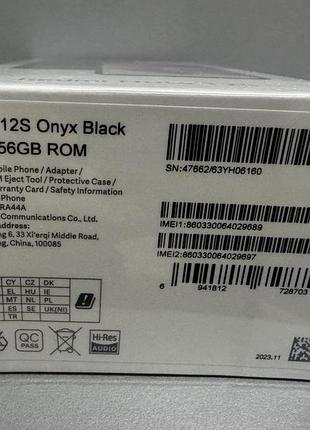 12S Onyx Black
56GB ROM
bile Phone / Adapter /
M Eject Tool / Protective Case /
arranty Card / Safety Information
Phone
RA44A
Communications Co., Ltd.
address:
ng 6, 33 Xi'erqi Middle Road,
ing, China, 100085
SN:47662/63YH06160
IMEI1:860330064029689
IMEI2:860330064029697
6 941812 728703
CY CZ DK
EL HU IE
MT NL PL
ES SE UK(NI)
TR
QC
PASS
Hi-Res
AUDIO
2023.11